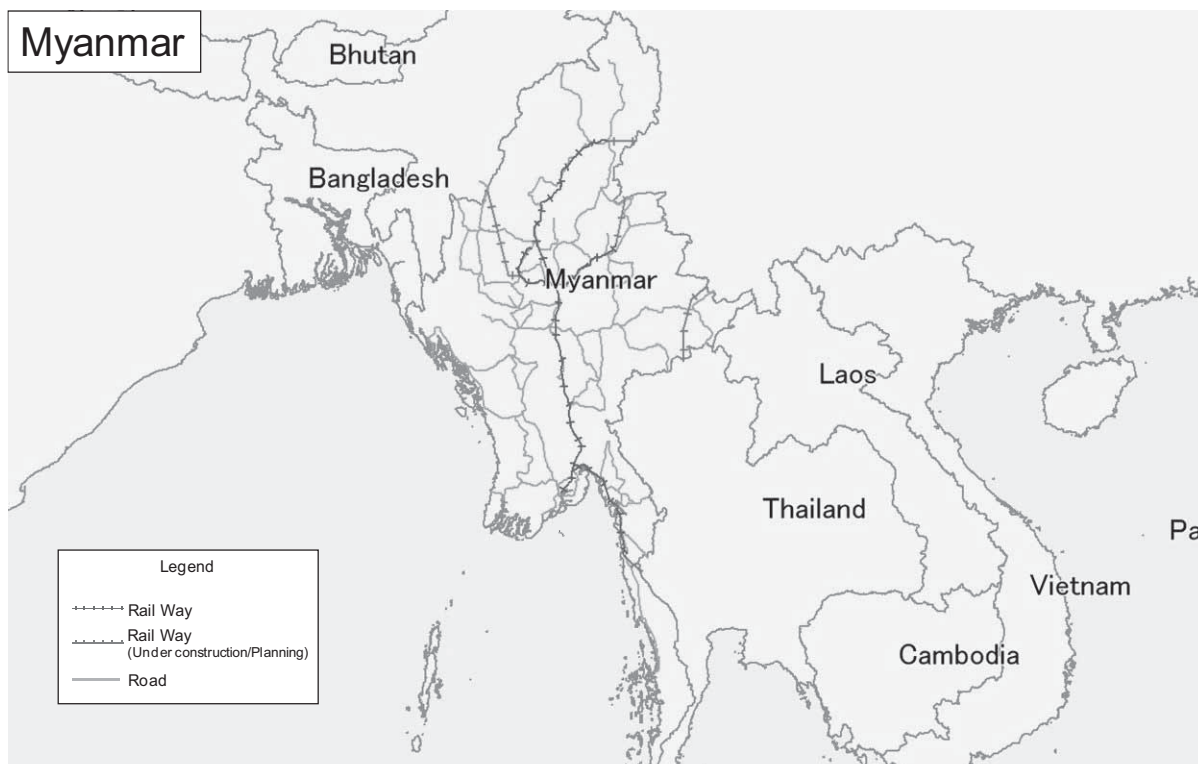 Myanmar
Bhutan
Bangladesh
Myanmar
Laos
Thailand
Pa
Vietnam
Cambodia
Legend
Rail Way
Rail Way
(Under construction/Planning)
Road